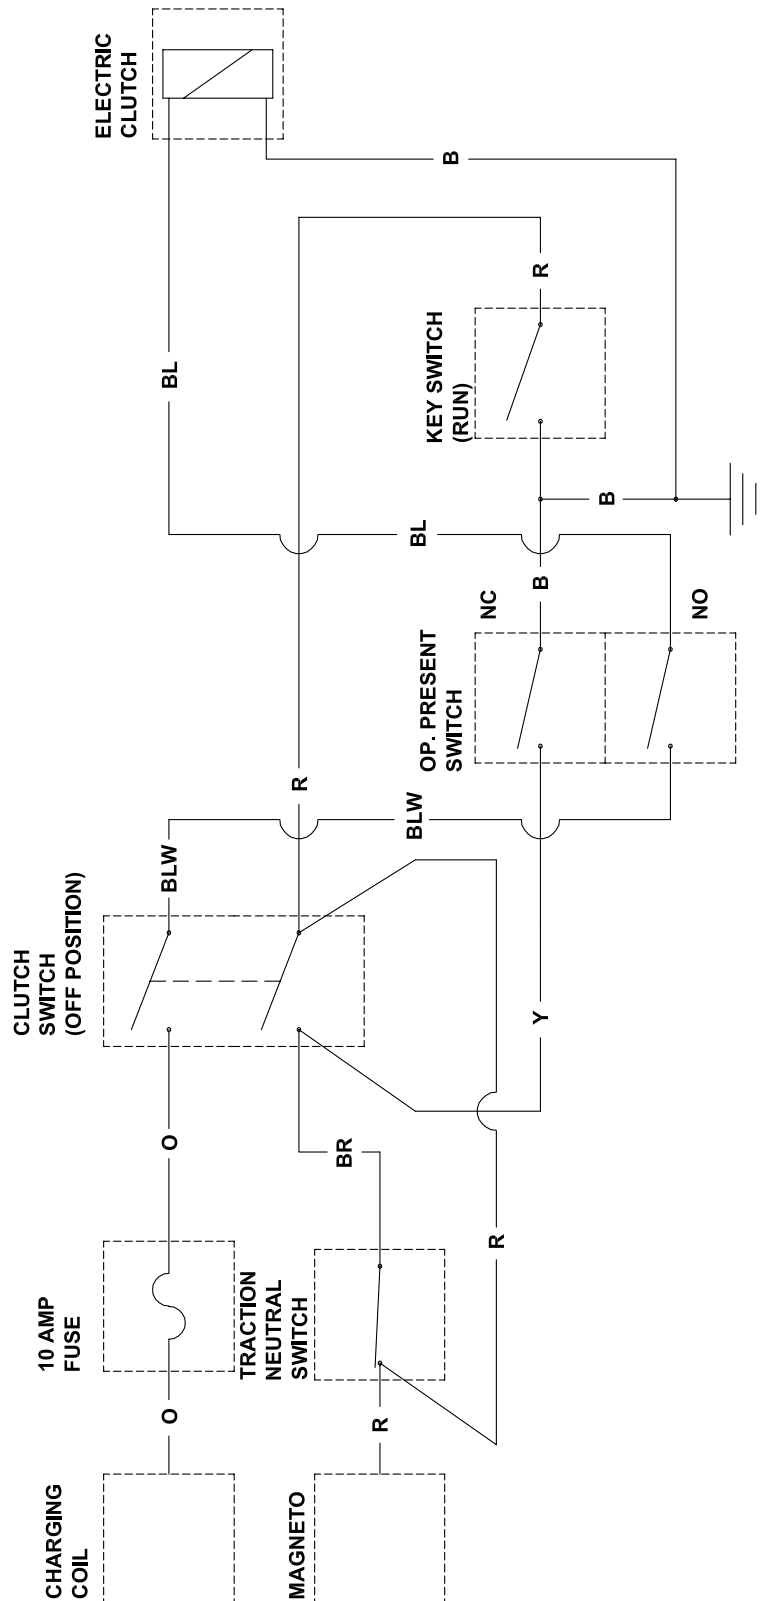 ELECTRIC
CLUTCH
B
R
BL
KEY SWITCH
(RUN)
B
BL
B
NC
NO
OP. PRESENT
SWITCH
R
BLW
BLW
CLUTCH
SWITCH
(OFF POSITION)
Y
O
BR
R
10 AMP
FUSE
TRACTION
NEUTRAL
SWITCH
O
R
CHARGING
COIL
MAGNETO